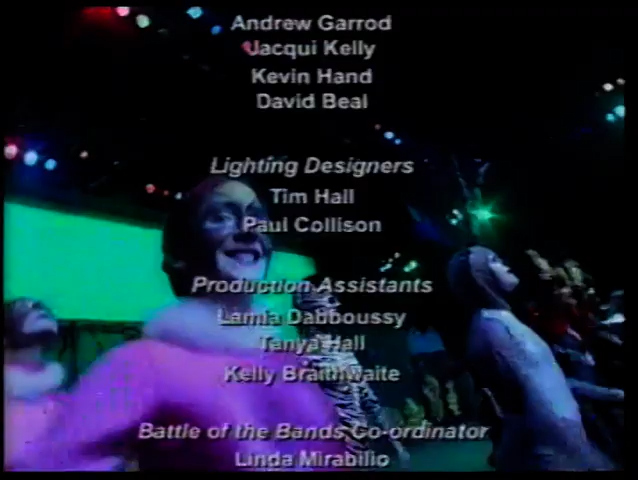 Andrew Garrod
Jacqui Kelly
Kevin Hand
David Beal
Lighting Designers
Tim Hall
Paul Collison
Production Assistants
Lamia Dabboussy
Tanya Hall
Kelly Braithwaite
Battle of the Bands Co-ordinator
Linda Mirabilio